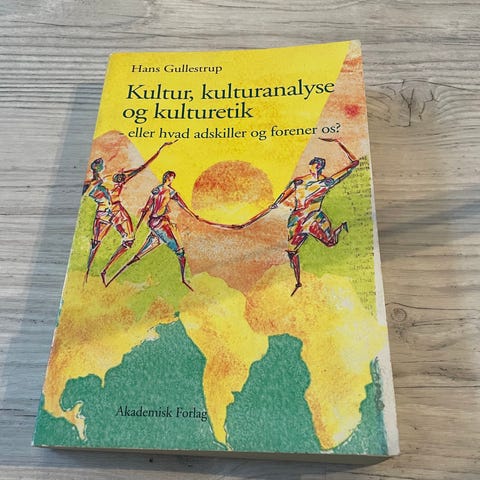 Hans Gullestrup
Kultur, kulturanalyse
og kulturetik
- eller hvad adskiller og forener os?
Akademisk Forlag